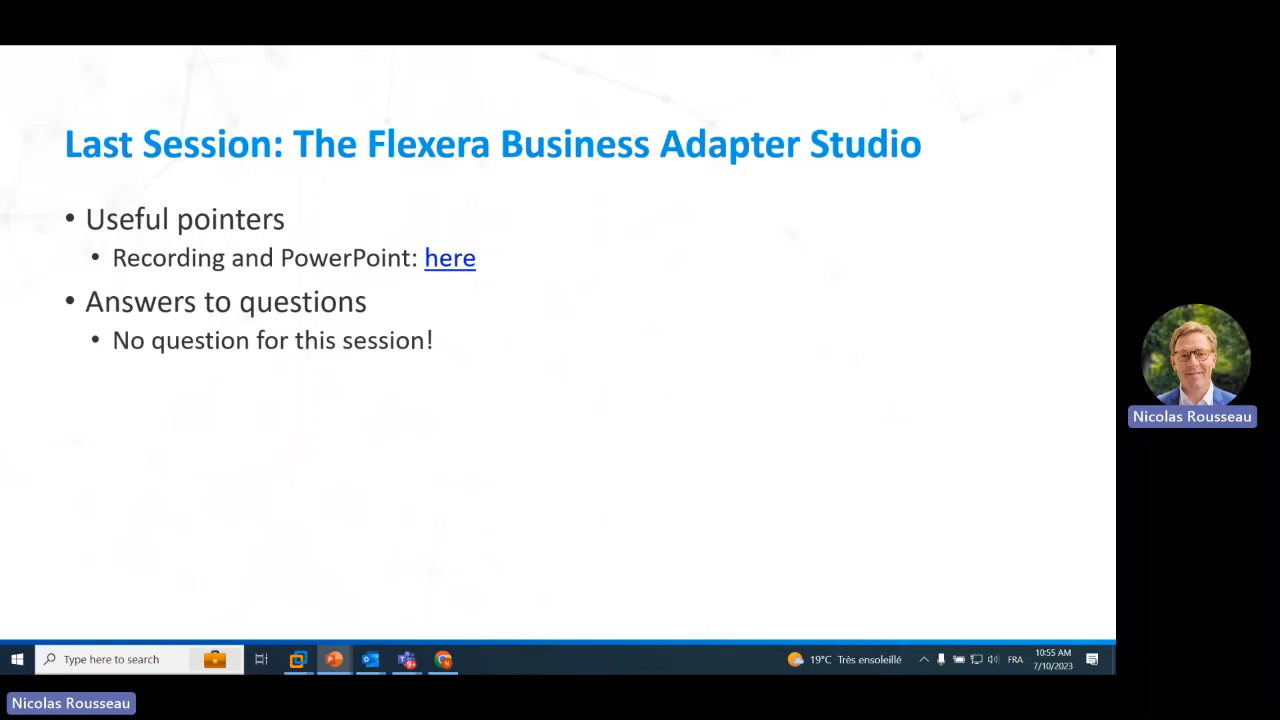 Last Session: The Flexera Business Adapter Studio
• Useful pointers
• Recording and PowerPoint: here
• Answers to questions
• No question for this session!
Nicolas Rousseau
Type here to search
9+
19°C Très ensoleillé
FRA
10:55 AM
7/10/2023
Nicolas Rousseau